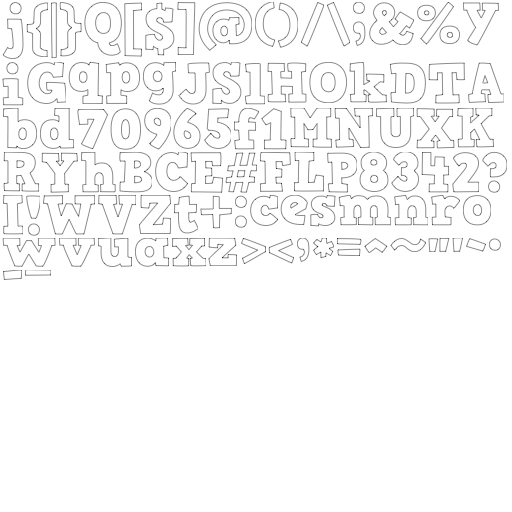 j{|}Q[$]@()/\;&%Y
iGqpgJSlHOkDTA
bd70965f1MNUXK
RYhBCE#FLP8342?
I!WVZt+:cesmnro
wvuaxz><,*=^~"'-.
-_